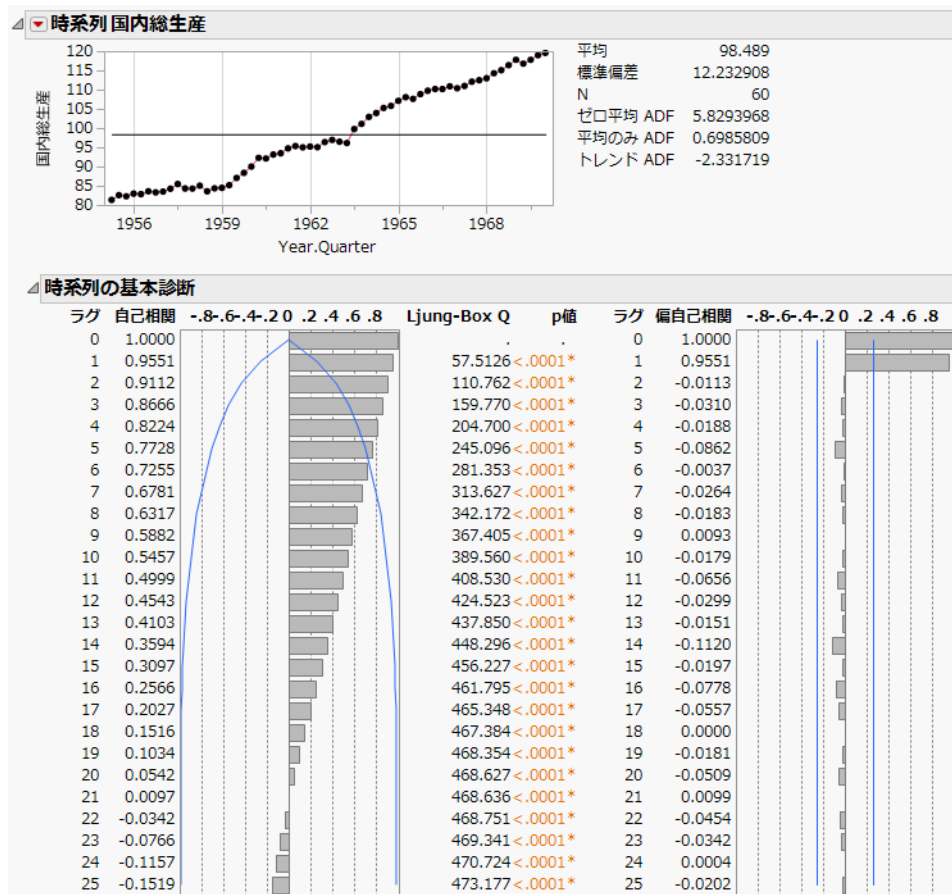 時系列 国内総生産
120
115
110
105
100
95
90
85
80
国内総生産
1956 1959 1962 1965 1968
Year.Quarter
平均 98.489
標準偏差 12.232908
N 60
ゼロ平均 ADF 5.8293968
平均のみ ADF 0.6985809
トレンド ADF -2.331719
時系列の基本診断
ラグ 自己相関 -.8-.6-.4-.2 0 .2 .4 .6 .8 Ljung-Box Q p値 ラグ 偏自己相関 -.8-.6-.4-.2 0 .2 .4 .6 .8
0 1.0000 . . 0 1.0000
1 0.9551 57.5126 <.0001* 1 0.9551
2 0.9112 110.762 <.0001* 2 -0.0113
3 0.8666 159.770 <.0001* 3 -0.0310
4 0.8224 204.700 <.0001* 4 -0.0188
5 0.7728 245.096 <.0001* 5 -0.0862
6 0.7255 281.353 <.0001* 6 -0.0037
7 0.6781 313.627 <.0001* 7 -0.0264
8 0.6317 342.172 <.0001* 8 -0.0183
9 0.5882 367.405 <.0001* 9 0.0093
10 0.5457 389.560 <.0001* 10 -0.0179
11 0.4999 408.530 <.0001* 11 -0.0656
12 0.4543 424.523 <.0001* 12 -0.0299
13 0.4103 437.850 <.0001* 13 -0.0151
14 0.3594 448.296 <.0001* 14 -0.1120
15 0.3097 456.227 <.0001* 15 -0.0197
16 0.2566 461.795 <.0001* 16 -0.0778
17 0.2027 465.348 <.0001* 17 -0.0557
18 0.1516 467.384 <.0001* 18 0.0000
19 0.1034 468.354 <.0001* 19 -0.0181
20 0.0542 468.627 <.0001* 20 -0.0509
21 0.0097 468.636 <.0001* 21 0.0099
22 -0.0342 468.751 <.0001* 22 -0.0454
23 -0.0766 469.341 <.0001* 23 -0.0342
24 -0.1157 470.724 <.0001* 24 0.0004
25 -0.1519 473.177 <.0001* 25 -0.0202